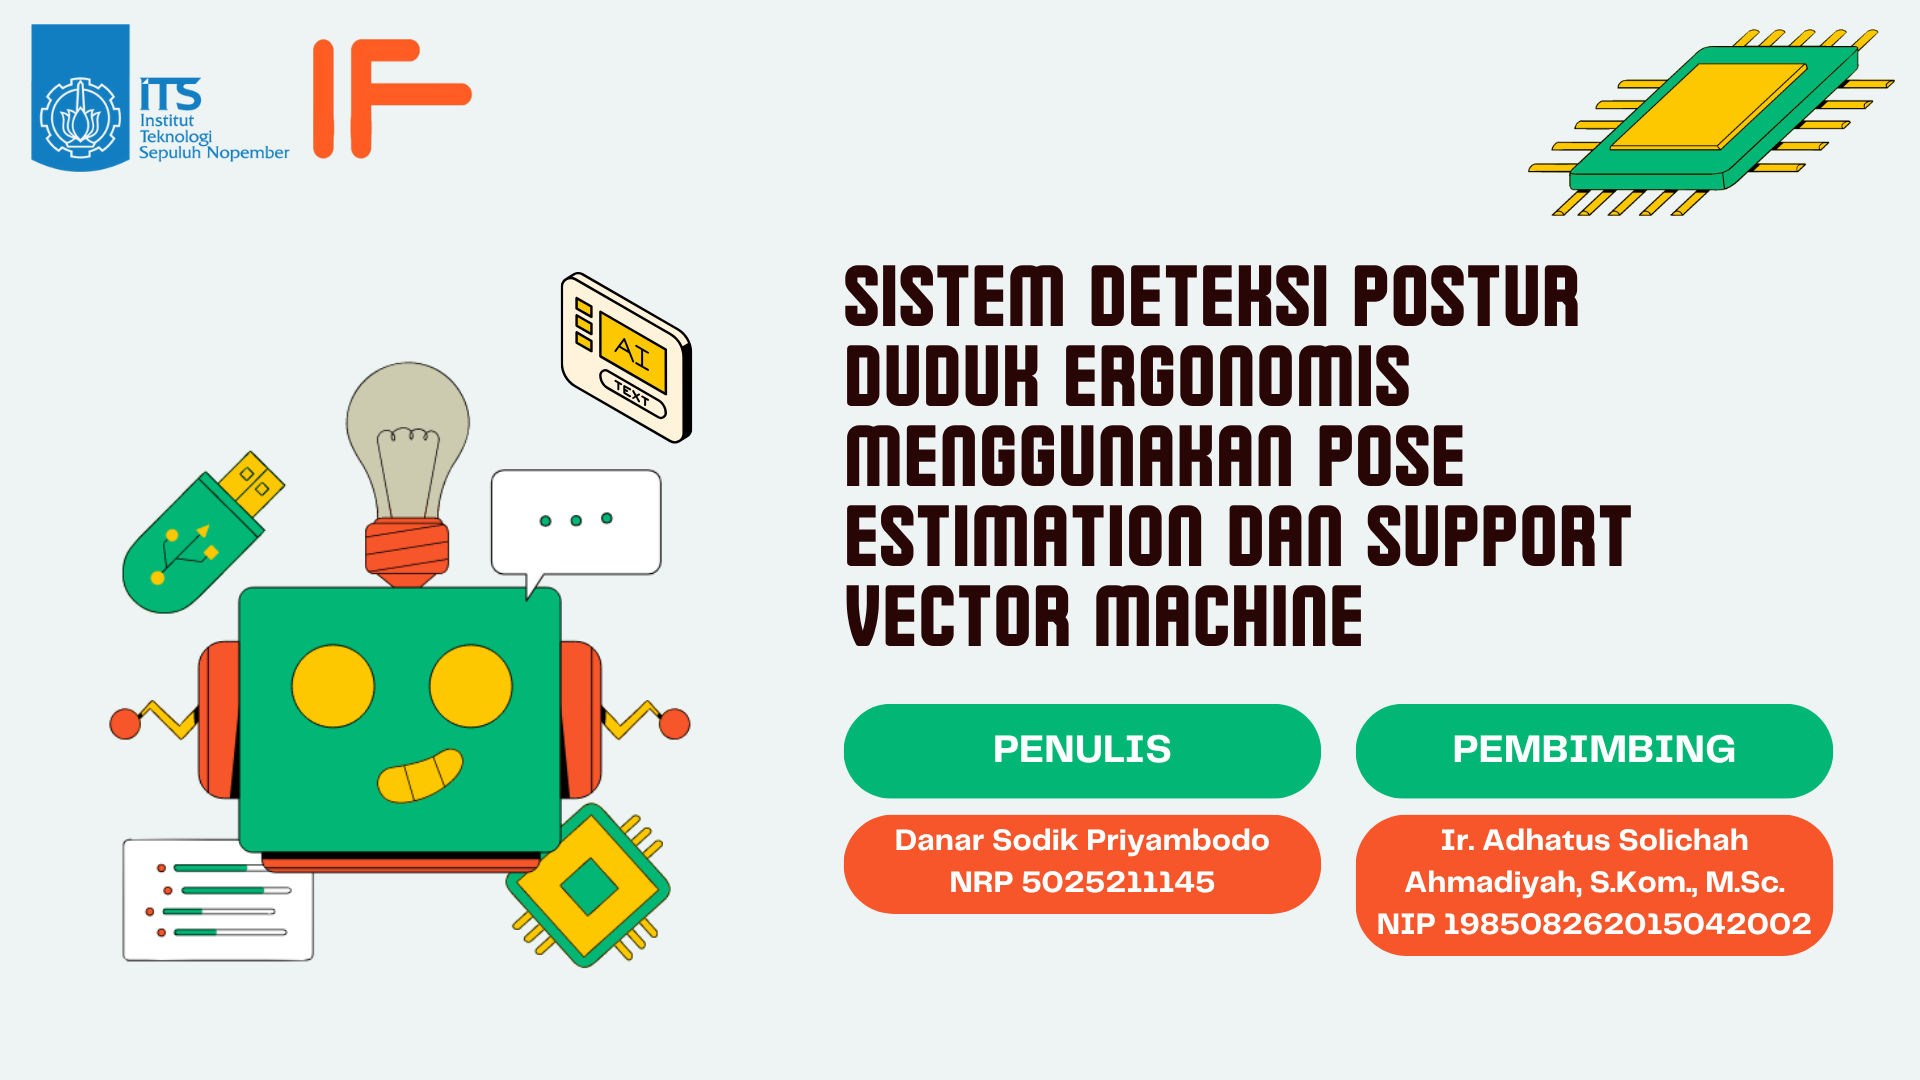 iTS
Institut
Teknologi
Sepuluh Nopember
IF
AI
TEXT
SISTEM DETEKSI POSTUR
DUDUK ERGONOMIS
MENGGUNAKAN POSE
ESTIMATION DAN SUPPORT
VECTOR MACHINE
PENULIS
Danar Sodik Priyambodo
NRP 5025211145
PEMBIMBING
Ir. Adhatus Solichah
Ahmadiyah, S.Kom., M.Sc.
NIP 198508262015042002